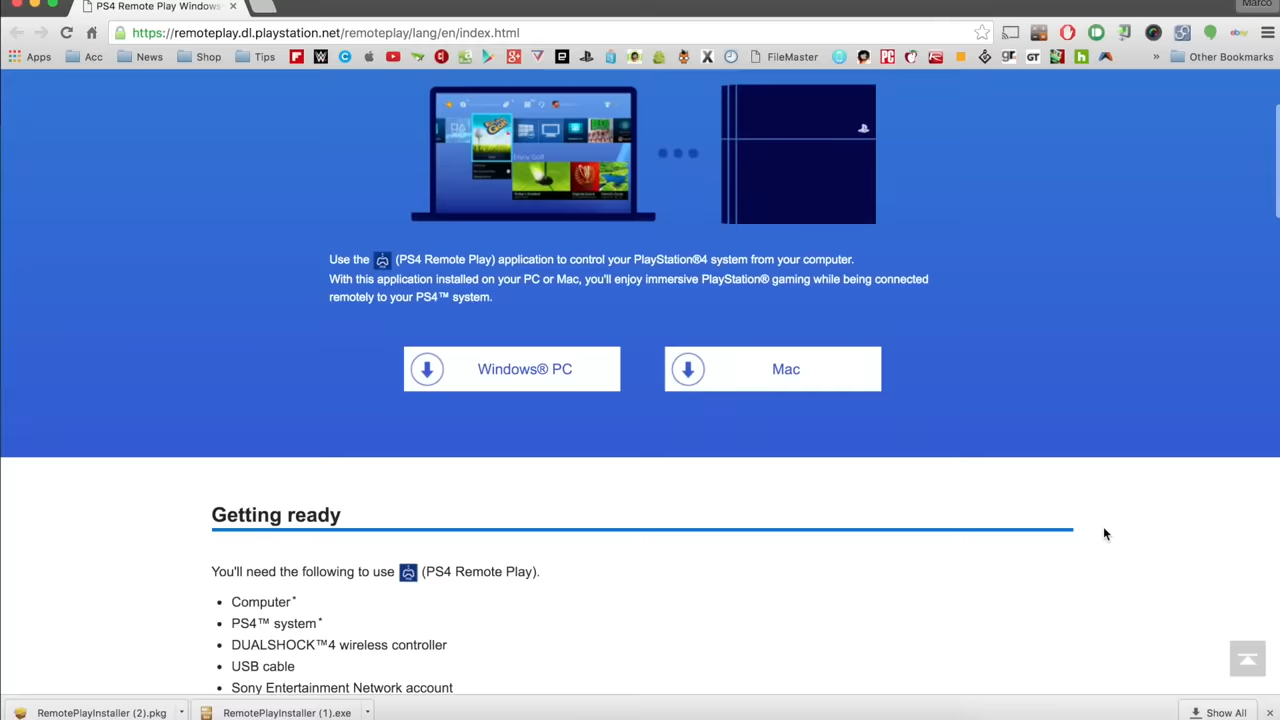 PS4 Remote Play Windows
Marco
https://remoteplay.dl.playstation.net/remoteplay/lang/en/index.html
Apps Acc News Shop Tips FileMaster » Other Bookmarks
Enjoy Golf
Use the (PS4 Remote Play) application to control your PlayStation®4 system from your computer.
With this application installed on your PC or Mac, you'll enjoy immersive PlayStation® gaming while being connected
remotely to your PS4™ system.
Windows® PC
Mac
Getting ready
You'll need the following to use (PS4 Remote Play).
• Computer*
• PS4™ system*
• DUALSHOCK™4 wireless controller
• USB cable
• Sony Entertainment Network account
RemotePlayInstaller (2).pkg
RemotePlayInstaller (1).exe
Show All